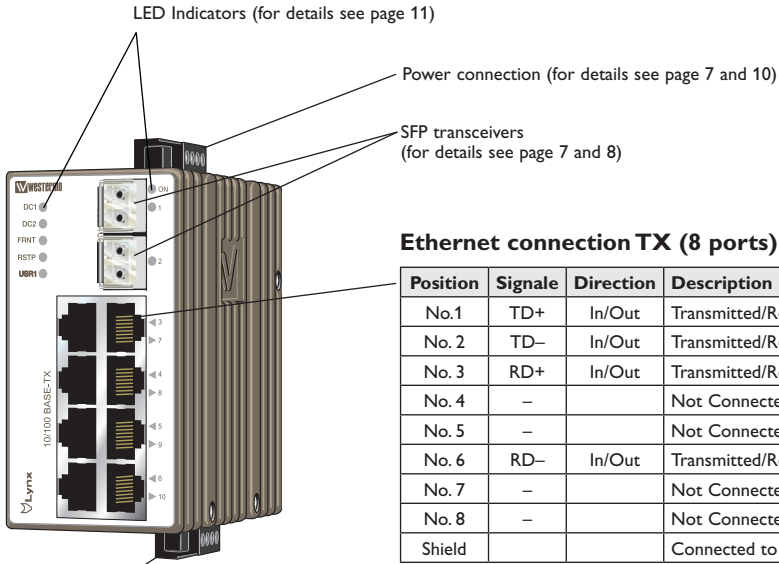 LED Indicators (for details see page 11)
Power connection (for details see page 7 and 10)
SFP transceivers
(for details see page 7 and 8)
Westermo
ON
DC1
1
DC2
FRNT
RSTP
2
USR1
10/100 BASE-TX
3
7
4
8
5
9
6
10
Lynx
Ethernet connection TX (8 ports)
Position Signale Direction Description
No.1 TD+ In/Out Transmitted/R
No. 2 TD– In/Out Transmitted/R
No. 3 RD+ In/Out Transmitted/R
No. 4 – Not Connecte
No. 5 – Not Connecte
No. 6 RD– In/Out Transmitted/R
No. 7 – Not Connecte
No. 8 – Not Connecte
Shield Connected to